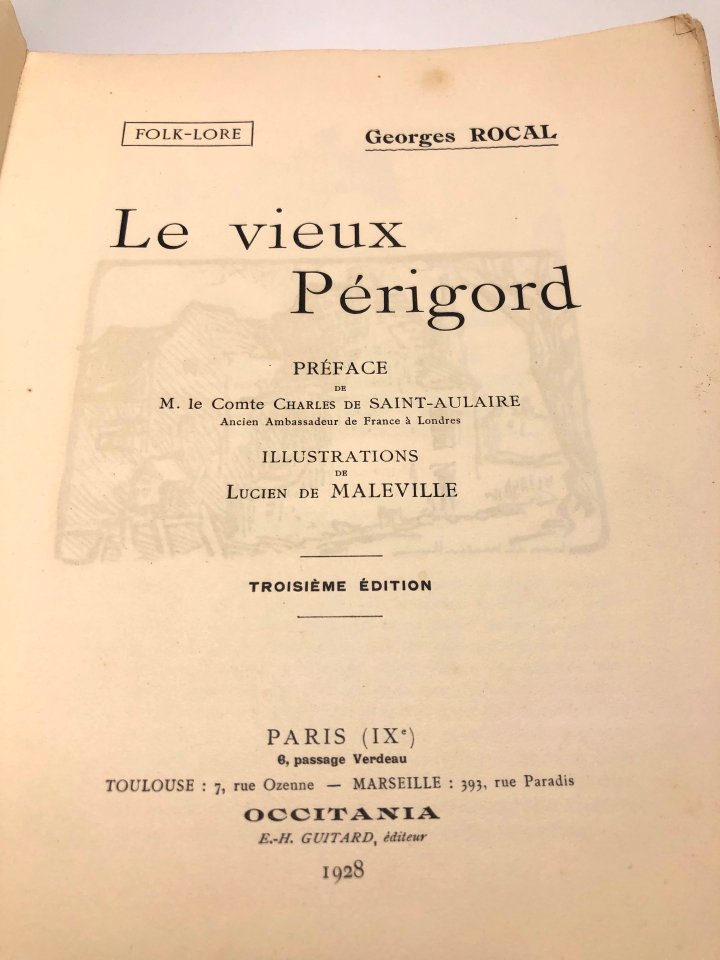 FOLK-LORE
Georges ROCAL
Le vieux
Périgord
PRÉFACE
DE
M. le Comte CHARLES DE SAINT-AULAIRE
Ancien Ambassadeur de France à Londres
ILLUSTRATIONS
DE
LUCIEN DE MALEVILLE
TROISIÈME ÉDITION
PARIS (IXe)
6, passage Verdeau
TOULOUSE : 7, rue Ozenne — MARSEILLE : 393, rue Paradis
OCCITANIA
E.-H. GUITARD, éditeur
1928